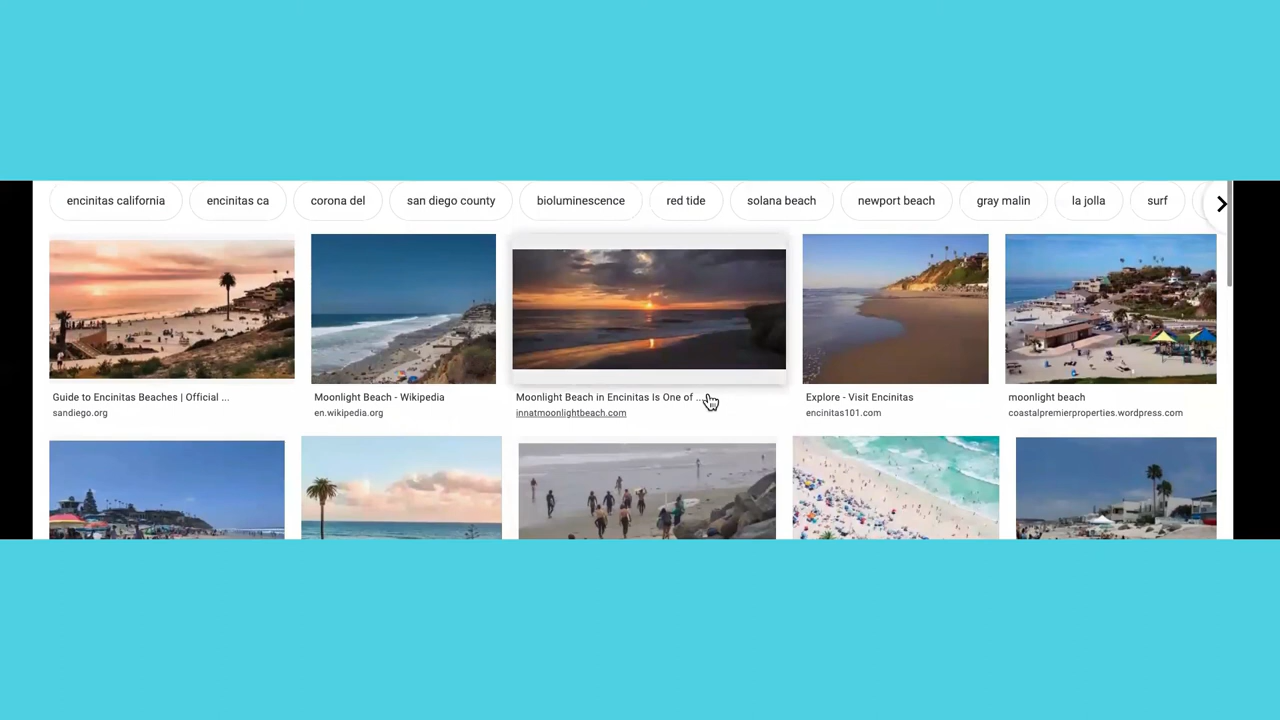 encinitas california
encinitas ca
corona del
san diego county
bioluminescence
red tide
solana beach
newport beach
gray malin
la jolla
surf
Guide to Encinitas Beaches | Official ...
sandiego.org
Moonlight Beach - Wikipedia
en.wikipedia.org
Moonlight Beach in Encinitas Is One of ...
innatmoonlightbeach.com
Explore - Visit Encinitas
encinitas101.com
moonlight beach
coastalpremierproperties.wordpress.com